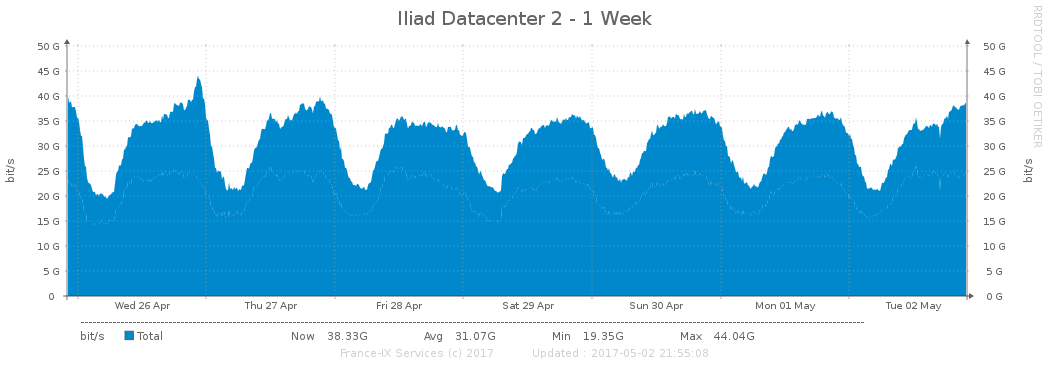 Iliad Datacenter 2 - 1 Week
RRDTOOL / TOBI OETIKER
50 G 50 G
45 G 45 G
40 G 40 G
35 G 35 G
30 G 30 G
25 G 25 G
20 G 20 G
15 G 15 G
10 G 10 G
5 G 5 G
0 0 G
bit/s bit/s
Wed 26 Apr Thu 27 Apr Fri 28 Apr Sat 29 Apr Sun 30 Apr Mon 01 May Tue 02 May
bit/s Total Now 38.33G Avg 31.07G Min 19.35G Max 44.04G
France-IX Services (c) 2017 Updated : 2017-05-02 21:55:08